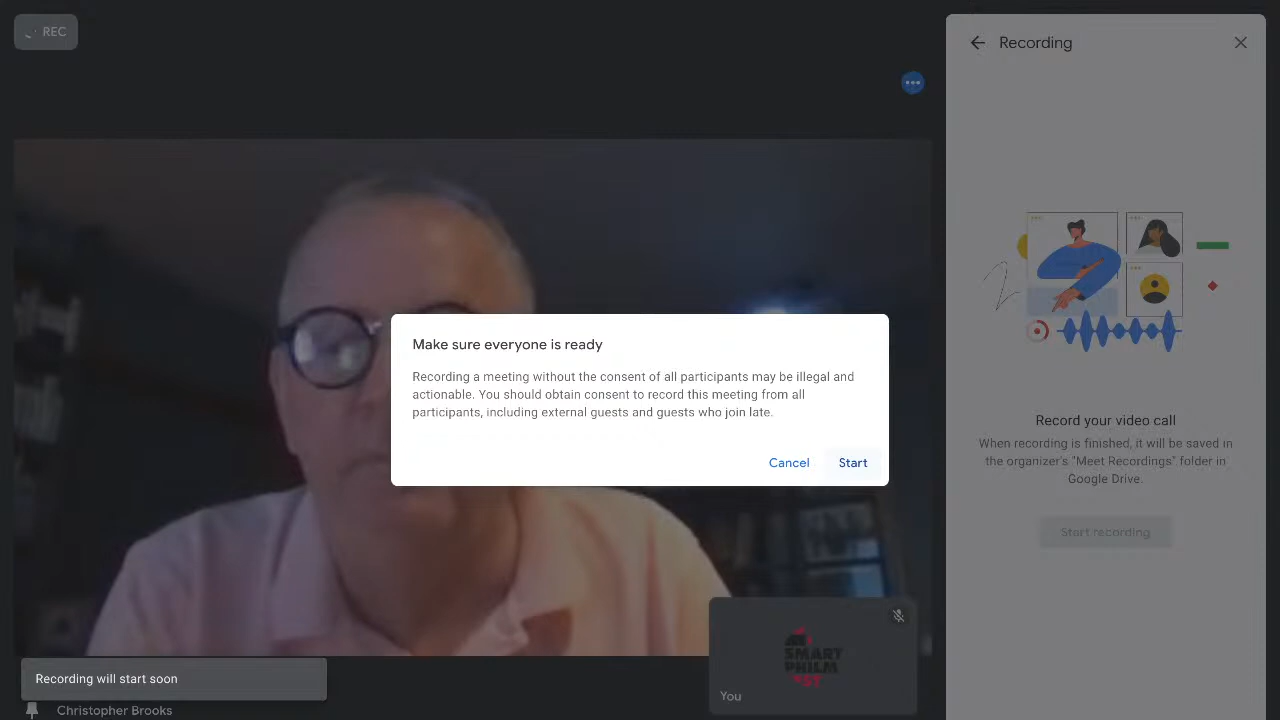 REC
Recording
Make sure everyone is ready
Recording a meeting without the consent of all participants may be illegal and
actionable. You should obtain consent to record this meeting from all
participants, including external guests and guests who join late.
Cancel
Start
Record your video call
When recording is finished, it will be saved in
the organizer's "Meet Recordings" folder in
Google Drive.
Start recording
SMART
PHILM
You
Recording will start soon
Christopher Brooks